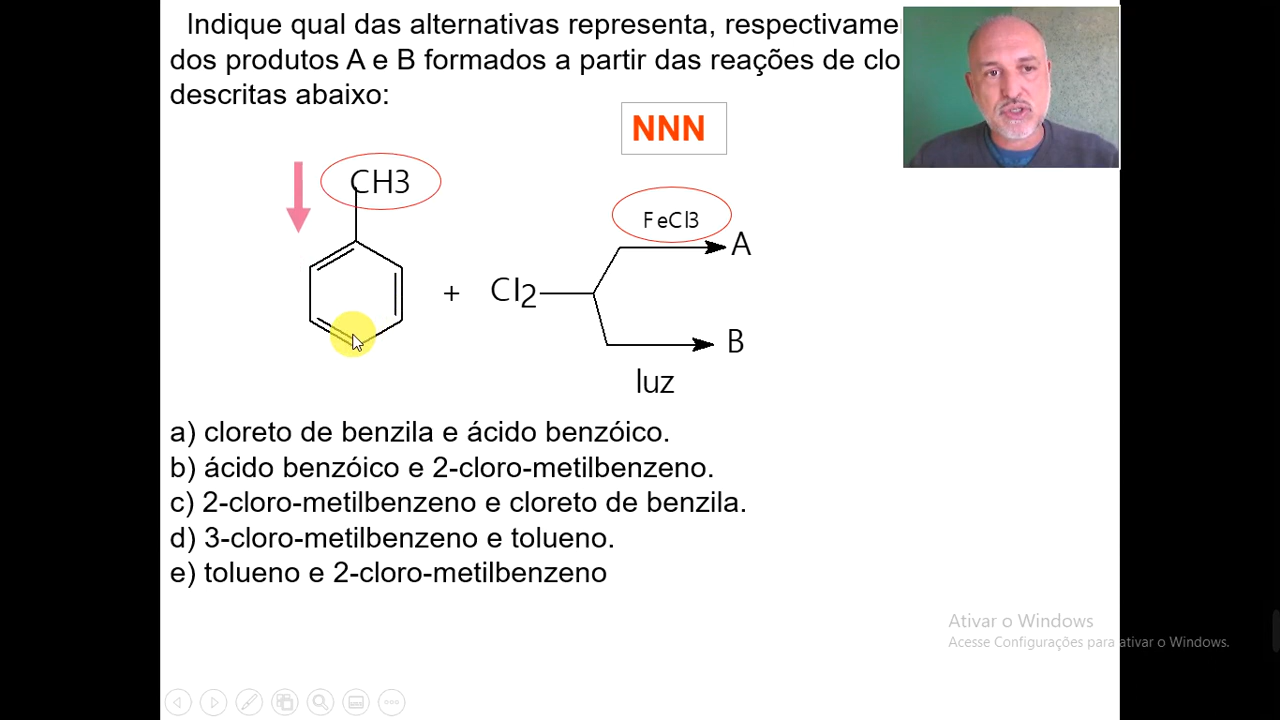 Indique qual das alternativas representa, respectivame
dos produtos A e B formados a partir das reações de clo
descritas abaixo:
NNN
CH3
FeCl3
A
+ Cl2
B
luz
a) cloreto de benzila e ácido benzóico.
b) ácido benzóico e 2-cloro-metilbenzeno.
c) 2-cloro-metilbenzeno e cloreto de benzila.
d) 3-cloro-metilbenzeno e tolueno.
e) tolueno e 2-cloro-metilbenzeno
Ativar o Windows
Acesse Configurações para ativar o Windows.